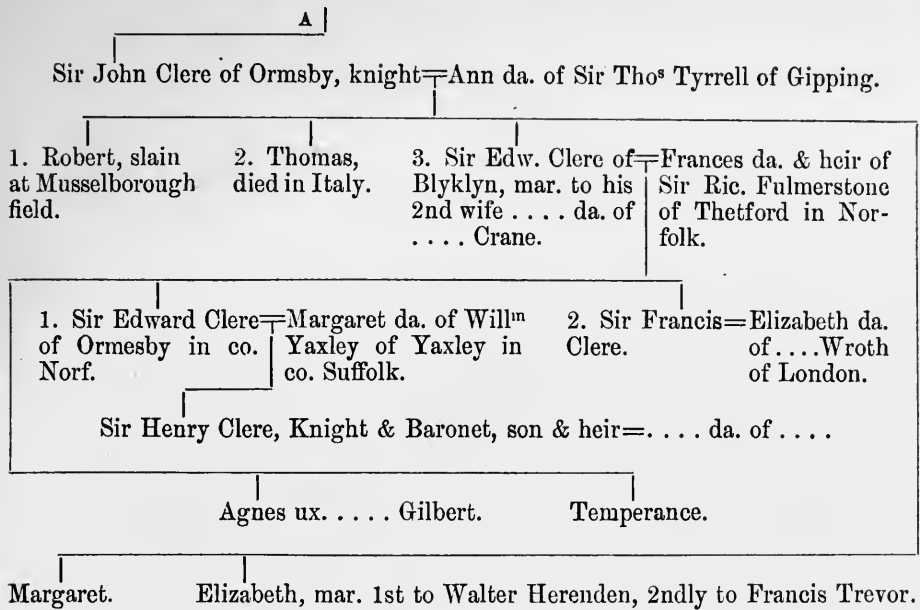 A
Sir John Clere of Ormsby, knight=Ann da. of Sir Thoˢ Tyrrell of Gipping.
1. Robert, slain
at Musselborough
field.
2. Thomas,
died in Italy.
3. Sir Edw. Clere of
Blyklyn, mar. to his
2nd wife . . . . da. of
. . . . Crane.
=Frances da. & heir of
Sir Ric. Fulmerstone
of Thetford in Nor-
folk.
1. Sir Edward Clere
of Ormesby in co.
Norf.
=Margaret da. of Willᵐ
Yaxley of Yaxley in
co. Suffolk.
2. Sir Francis
Clere.
=Elizabeth da.
of . . . . Wroth
of London.
Sir Henry Clere, Knight & Baronet, son & heir=. . . . da. of . . . .
Agnes ux. . . . . Gilbert.
Temperance.
Margaret.
Elizabeth, mar. 1st to Walter Herenden, 2ndly to Francis Trevor.